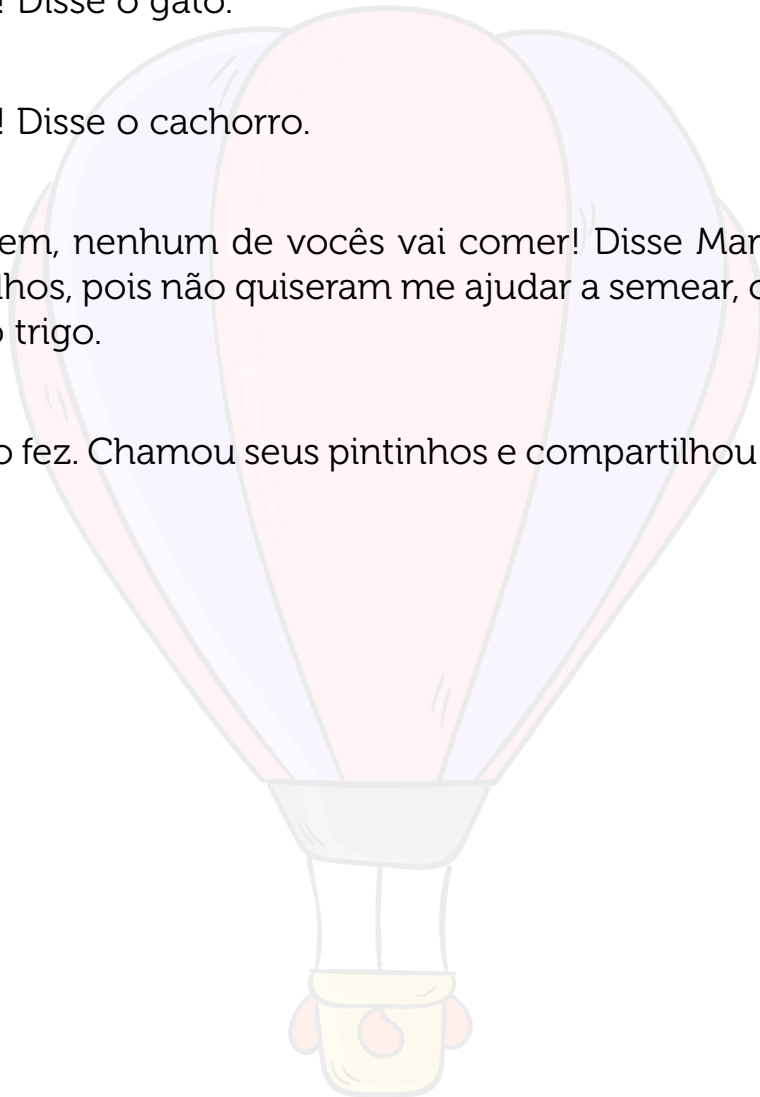 ! Disse o gato.
! Disse o cachorro.
em, nenhum de vocês vai comer! Disse Mar
lhos, pois não quiseram me ajudar a semear, c
o trigo.
o fez. Chamou seus pintinhos e compartilhou